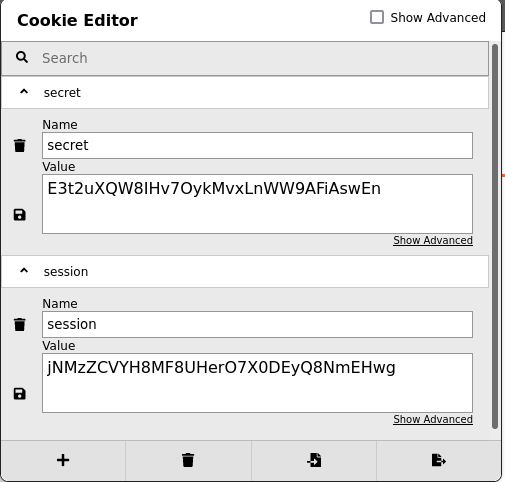 Cookie Editor
Show Advanced
Search
secret
Name
secret
Value
E3t2uXQW8IHv7OykMvxLnWW9AFiAswEn
Show Advanced
session
Name
session
Value
jNMzZCVYH8MF8UHerO7X0DEyQ8NmEHwg
Show Advanced